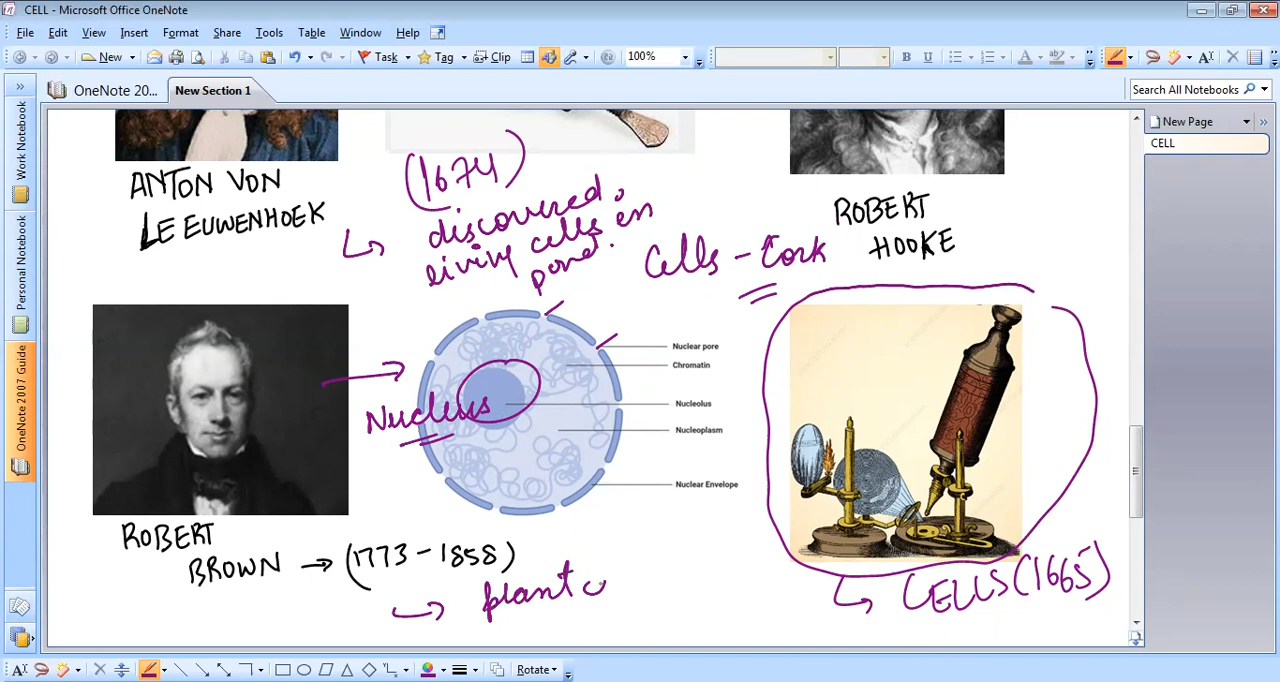 CELL - Microsoft Office OneNote
File Edit View Insert Format Share Tools Table Window Help
New Task Tag Clip 100% B U A
OneNote 20... New Section 1
Search All Notebooks
New Page
CELL
Work Notebook
Personal Notebook
OneNote 2007 Guide
ANTON VON
LEEUWENHOEK
(1674)
discovered
living cells in
pond.
ROBERT
HOOKE
Cells - Cork
Nucleus
Nuclear pore
Chromatin
Nucleolus
Nucleoplasm
Nuclear Envelope
ROBERT
BROWN → (1773-1858)
plant c
CELLS (1665)
Rotate